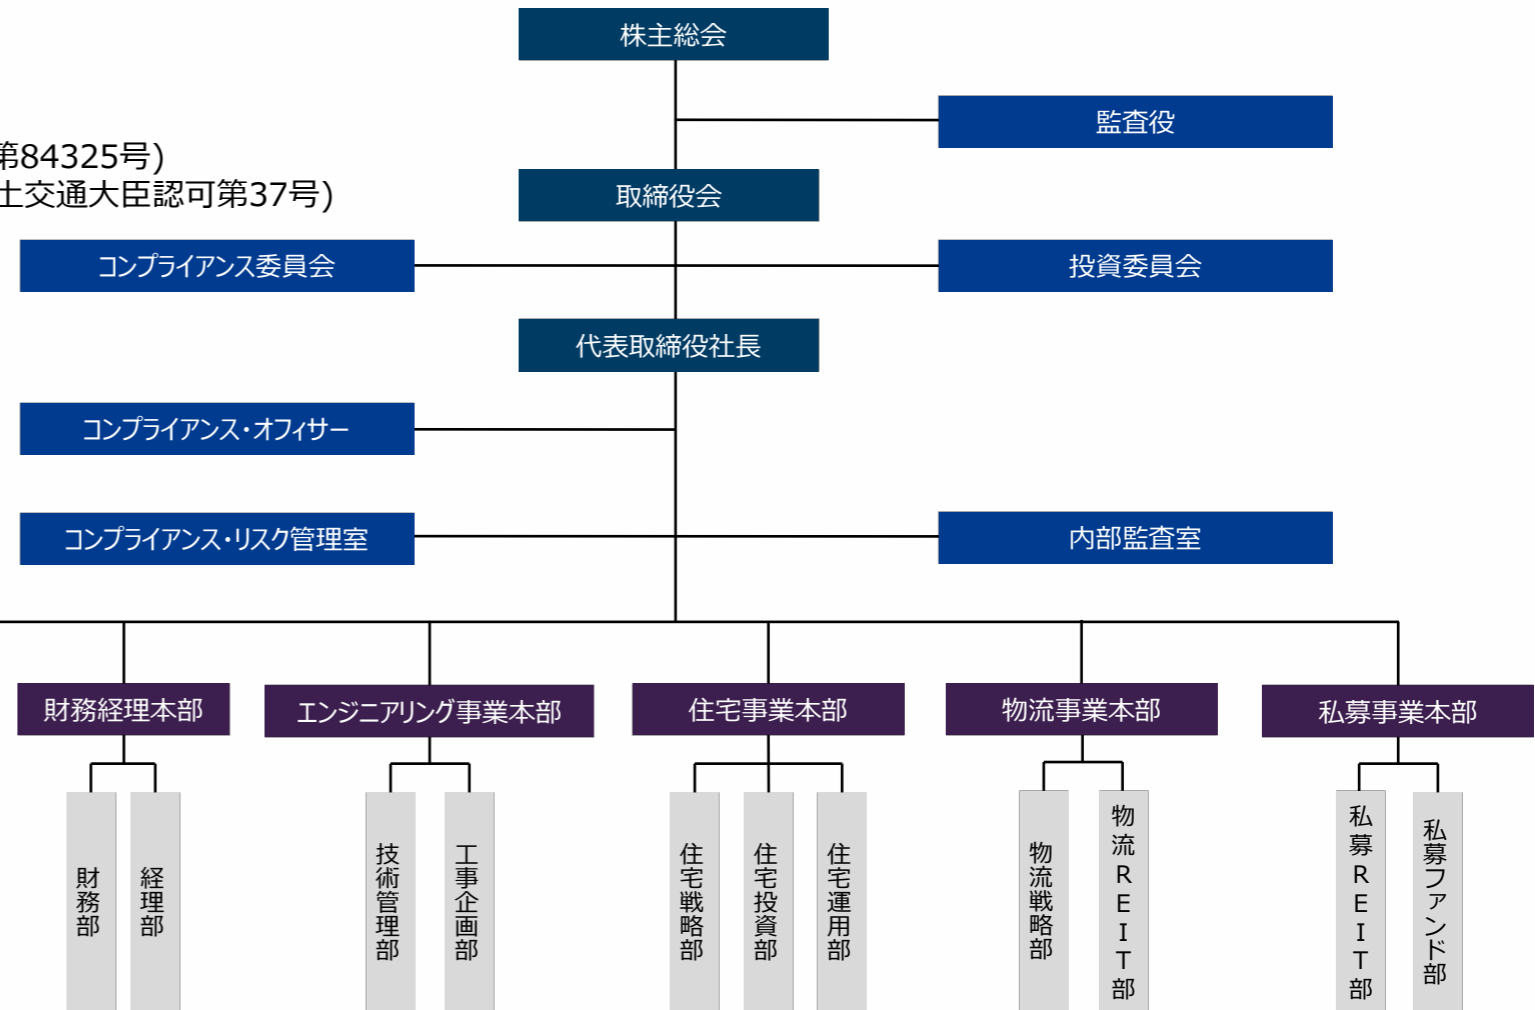 株主総会
監査役
第84325号)
土交通大臣認可第37号)
取締役会
コンプライアンス委員会
投資委員会
代表取締役社長
コンプライアンス・オフィサー
コンプライアンス・リスク管理室
内部監査室
財務経理本部
エンジニアリング事業本部
住宅事業本部
物流事業本部
私募事業本部
財務部
経理部
技術管理部
工事企画部
住宅戦略部
住宅投資部
住宅運用部
物流戦略部
物流REIT部
私募REIT部
私募ファンド部